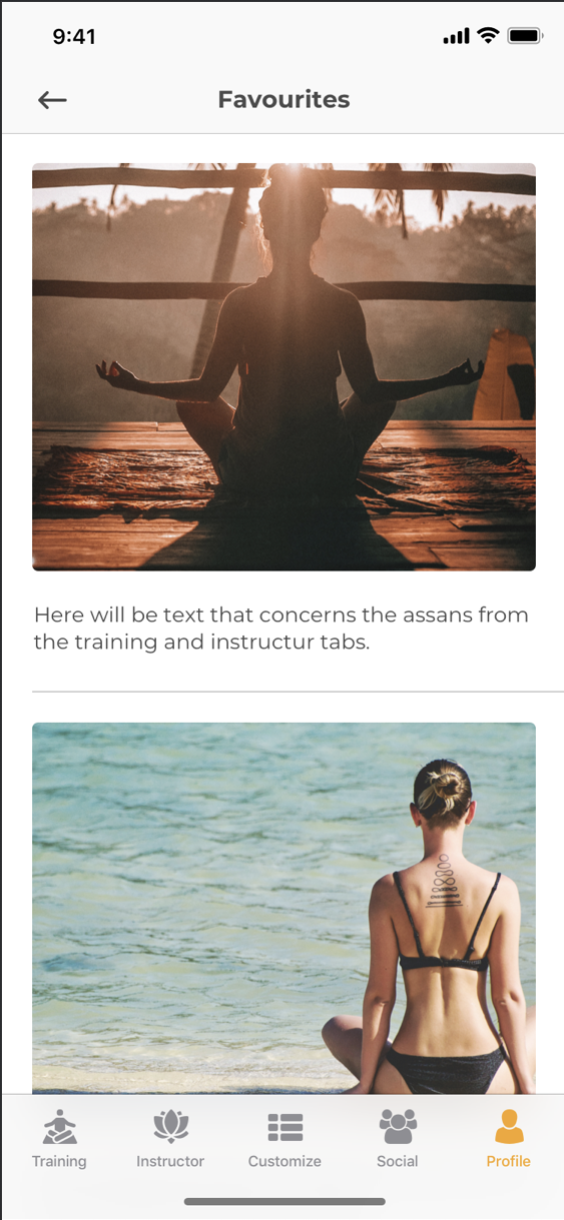 9:41
Favourites
Here will be text that concerns the assans from
the training and instructur tabs.
Training
Instructor
Customize
Social
Profile